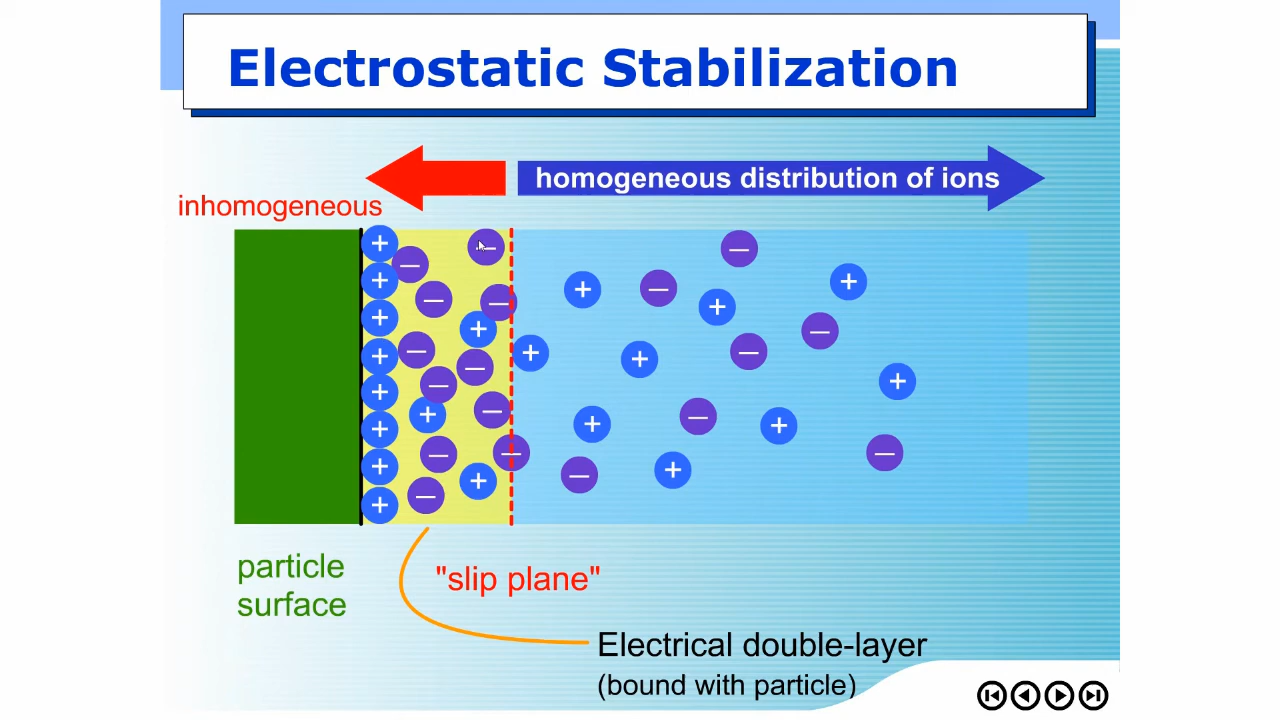 Electrostatic Stabilization
homogeneous distribution of ions
inhomogeneous
particle
surface
"slip plane"
Electrical double-layer
(bound with particle)